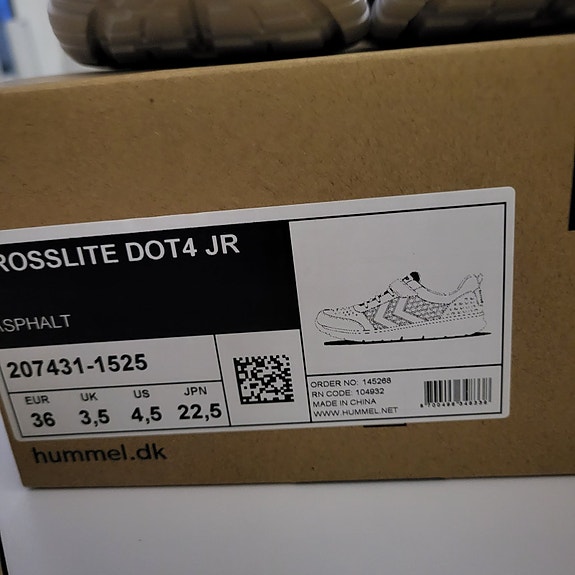 ROSSLITE DOT4 JR
ASPHALT
207431-1525
EUR UK US JPN
36 3,5 4,5 22,5
ORDER NO: 145268
RN CODE: 104932
MADE IN CHINA
WWW.HUMMEL.NET
hummel.dk